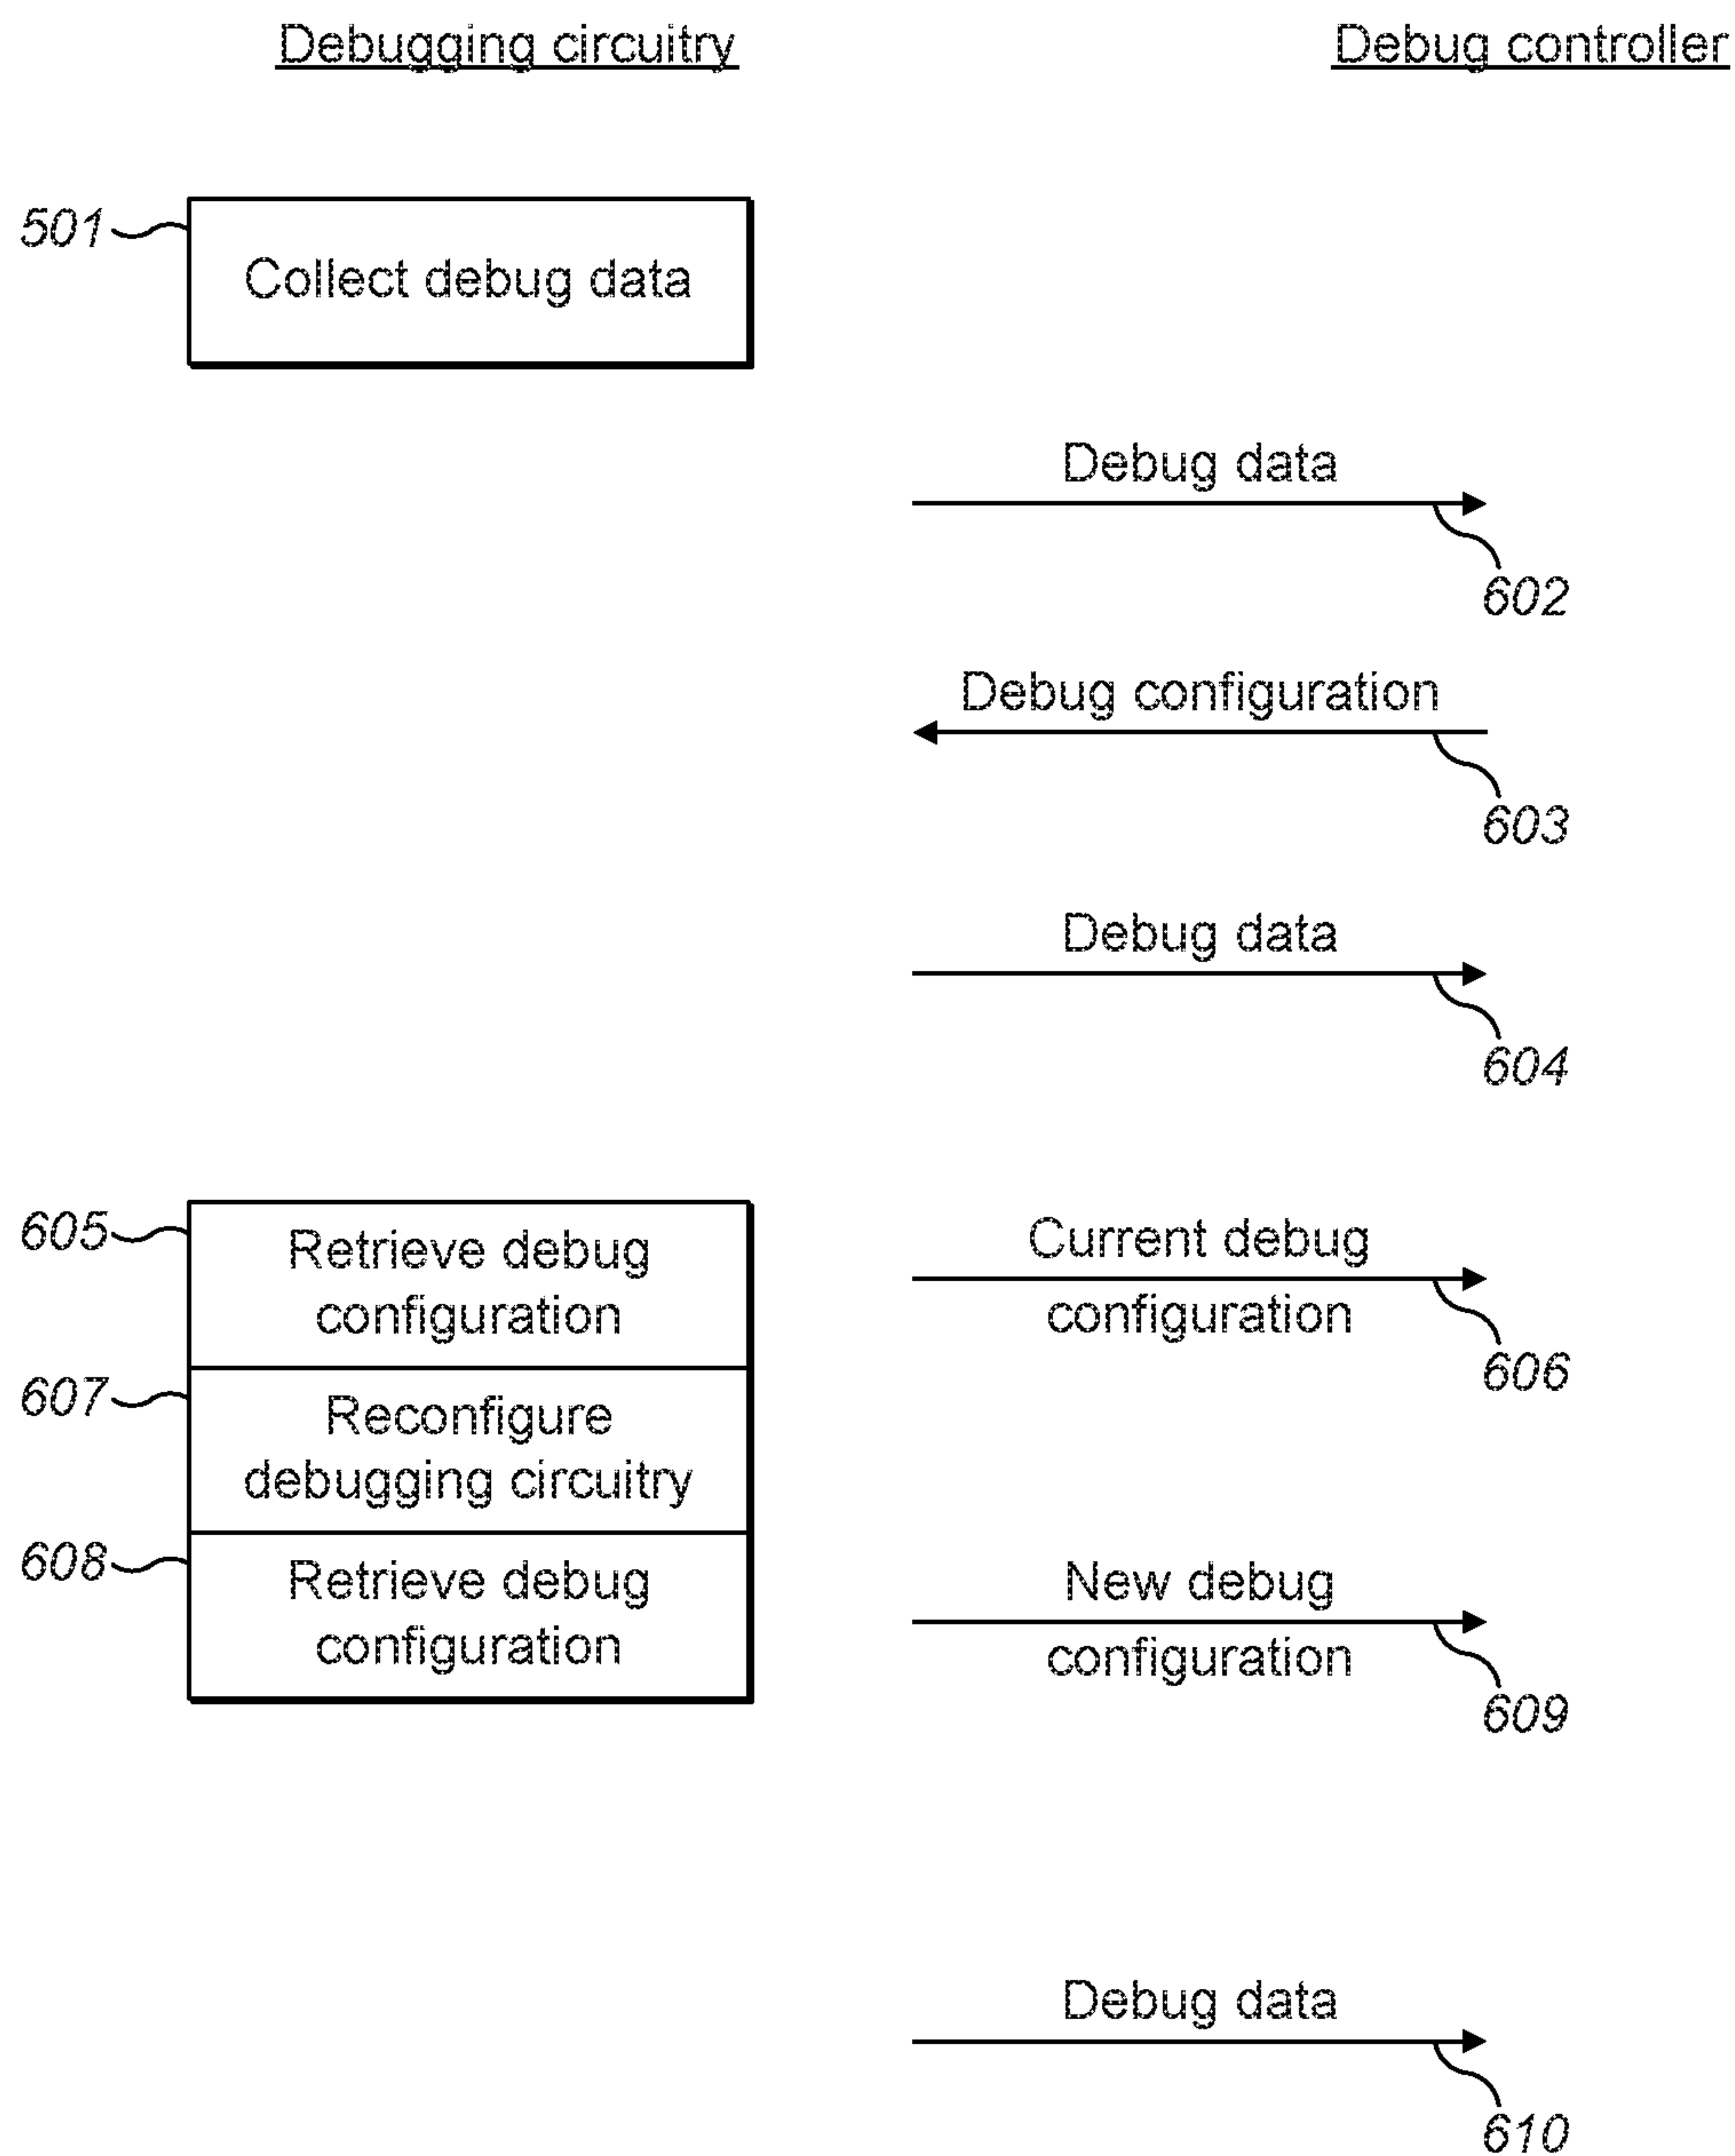 Debugging circuitry
Debug controller
501
Collect debug data
Debug data
602
Debug configuration
603
Debug data
604
605
Retrieve debug
configuration
Current debug
configuration
606
607
Reconfigure
debugging circuitry
608
Retrieve debug
configuration
New debug
configuration
609
Debug data
610